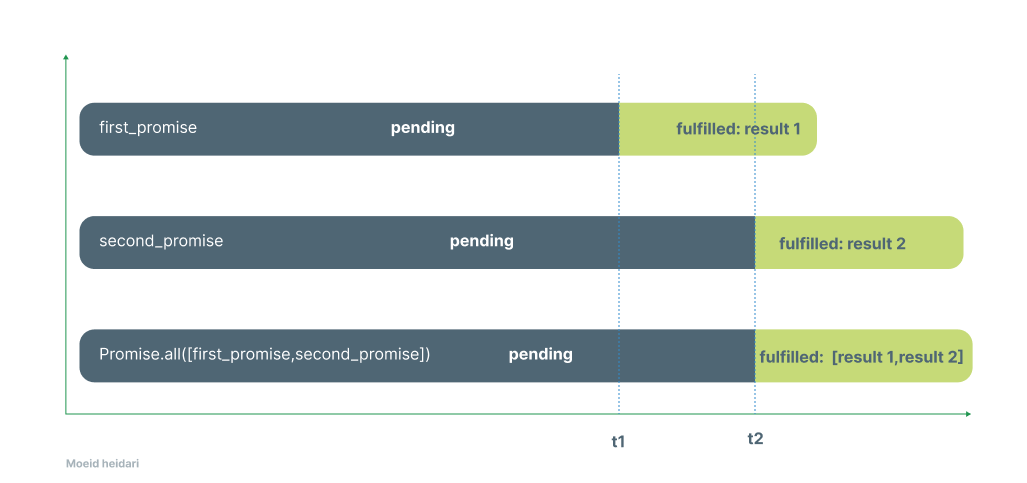 first_promise pending fulfilled: result 1
second_promise pending fulfilled: result 2
Promise.all([first_promise,second_promise]) pending fulfilled: [result 1,result 2]
t1 t2
Moeid heidari